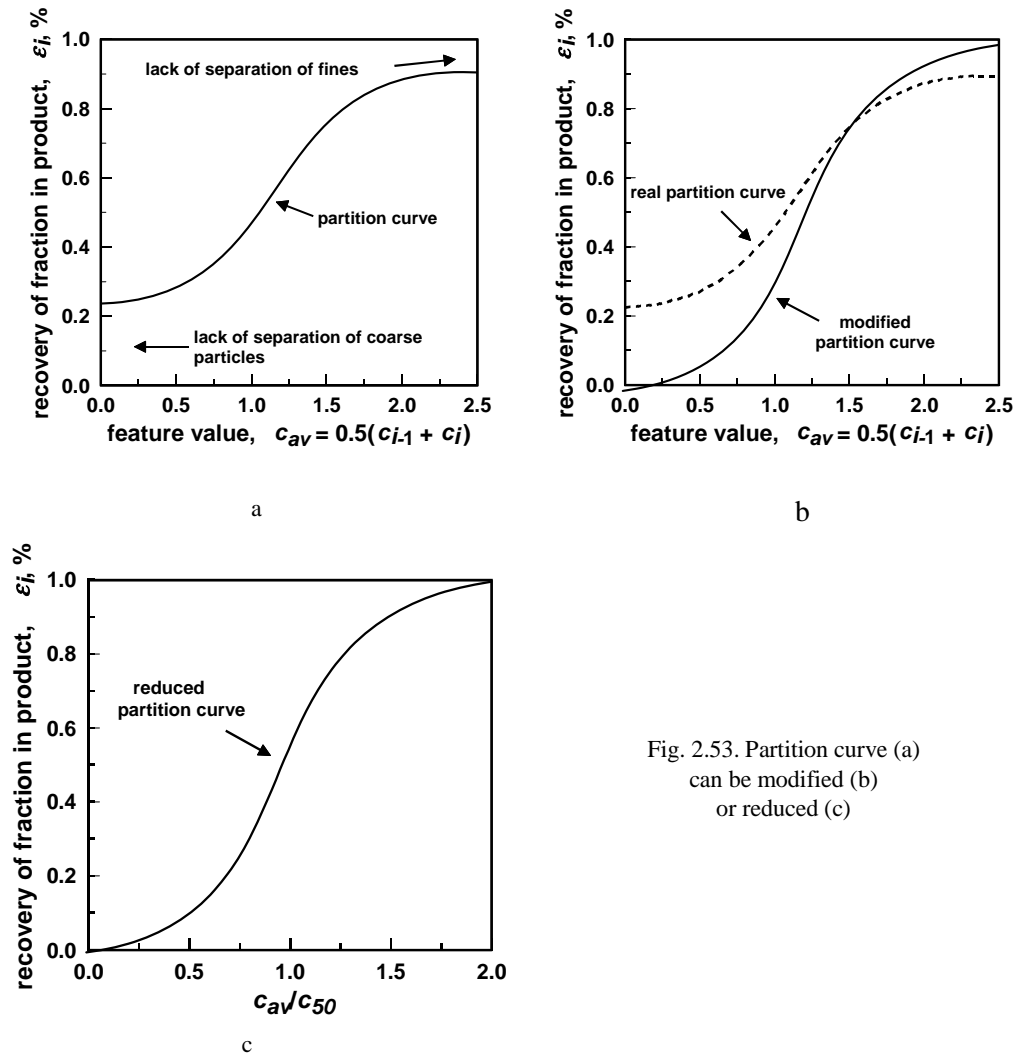 recovery of fraction in product, εi, %
1.0
0.8
0.6
0.4
0.2
0.0
lack of separation of fines
partition curve
lack of separation of coarse
particles
0.0 0.5 1.0 1.5 2.0 2.5
feature value, cav = 0.5(ci-1 + ci)
a
recovery of fraction in product, εi, %
1.0
0.8
0.6
0.4
0.2
0.0
real partition curve
modified
partition curve
0.0 0.5 1.0 1.5 2.0 2.5
feature value, cav = 0.5(ci-1 + ci)
b
recovery of fraction in product, εi, %
1.0
0.8
0.6
0.4
0.2
0.0
reduced
partition curve
0.0 0.5 1.0 1.5 2.0
cav/c50
c
Fig. 2.53. Partition curve (a)
can be modified (b)
or reduced (c)